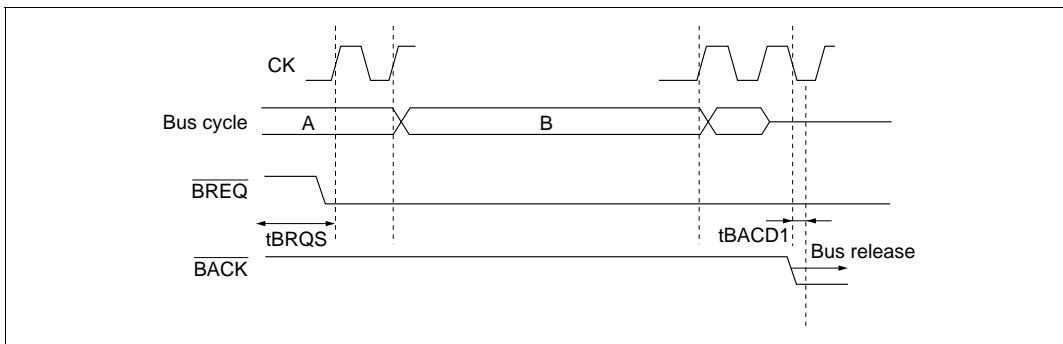 CK
Bus cycle
A
B
BREQ
tBRQS
tBACD1
Bus release
BACK